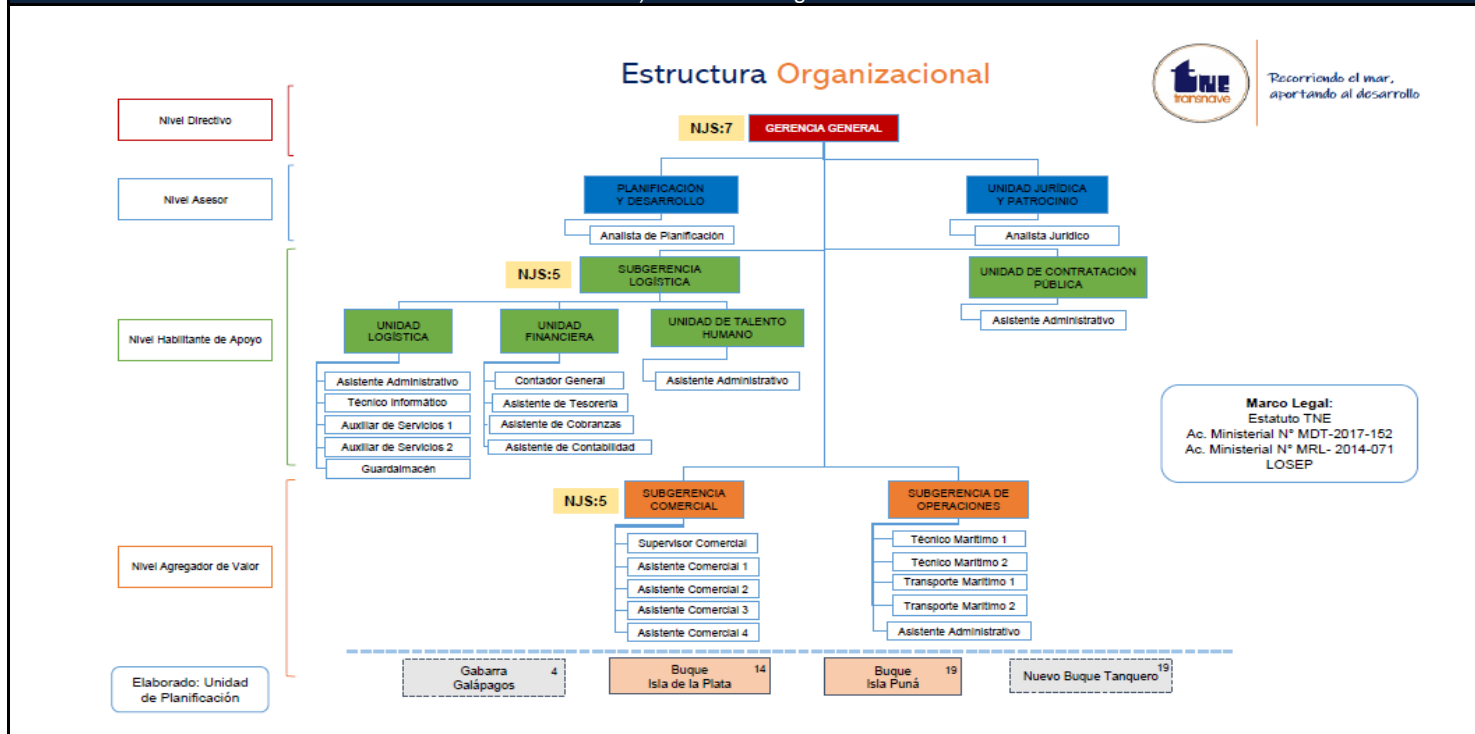 Estructura Organizacional
tNE
transnave
Recorriendo el mar,
aportando al desarrollo
Nivel Directivo
NJS:7
GERENCIA GENERAL
Nivel Asesor
PLANIFICACIÓN
Y DESARROLLO
Analista de Planificación
UNIDAD JURÍDICA
Y PATROCINIO
Analista Jurídico
Nivel Habilitante de Apoyo
NJS:5
SUBGERENCIA
LOGÍSTICA
UNIDAD DE CONTRATACIÓN
PÚBLICA
Asistente Administrativo
UNIDAD
LOGÍSTICA
Asistente Administrativo
Técnico Informático
Auxiliar de Servicios 1
Auxiliar de Servicios 2
Guardalmacén
UNIDAD
FINANCIERA
Contador General
Asistente de Tesorería
Asistente de Cobranzas
Asistente de Contabilidad
UNIDAD DE TALENTO
HUMANO
Asistente Administrativo
Marco Legal:
Estatuto TNE
Ac. Ministerial N° MDT-2017-152
Ac. Ministerial N° MRL- 2014-071
LOSEP
Nivel Agregador de Valor
NJS:5
SUBGERENCIA
COMERCIAL
Supervisor Comercial
Asistente Comercial 1
Asistente Comercial 2
Asistente Comercial 3
Asistente Comercial 4
SUBGERENCIA DE
OPERACIONES
Técnico Marítimo 1
Técnico Marítimo 2
Transporte Marítimo 1
Transporte Marítimo 2
Asistente Administrativo
Elaborado: Unidad
de Planificación
Gabarra 4
Galápagos
Buque 14
Isla de la Plata
Buque 19
Isla Puná
Nuevo Buque Tanquero 19